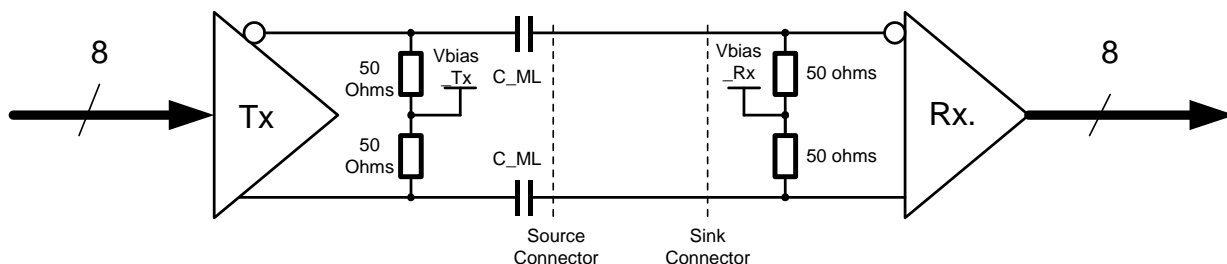 8
Tx
50
Ohms
Vbias
_Tx
50
Ohms
C_ML
C_ML
Source
Connector
Sink
Connector
Vbias
_Rx
50 ohms
50 ohms
Rx.
8